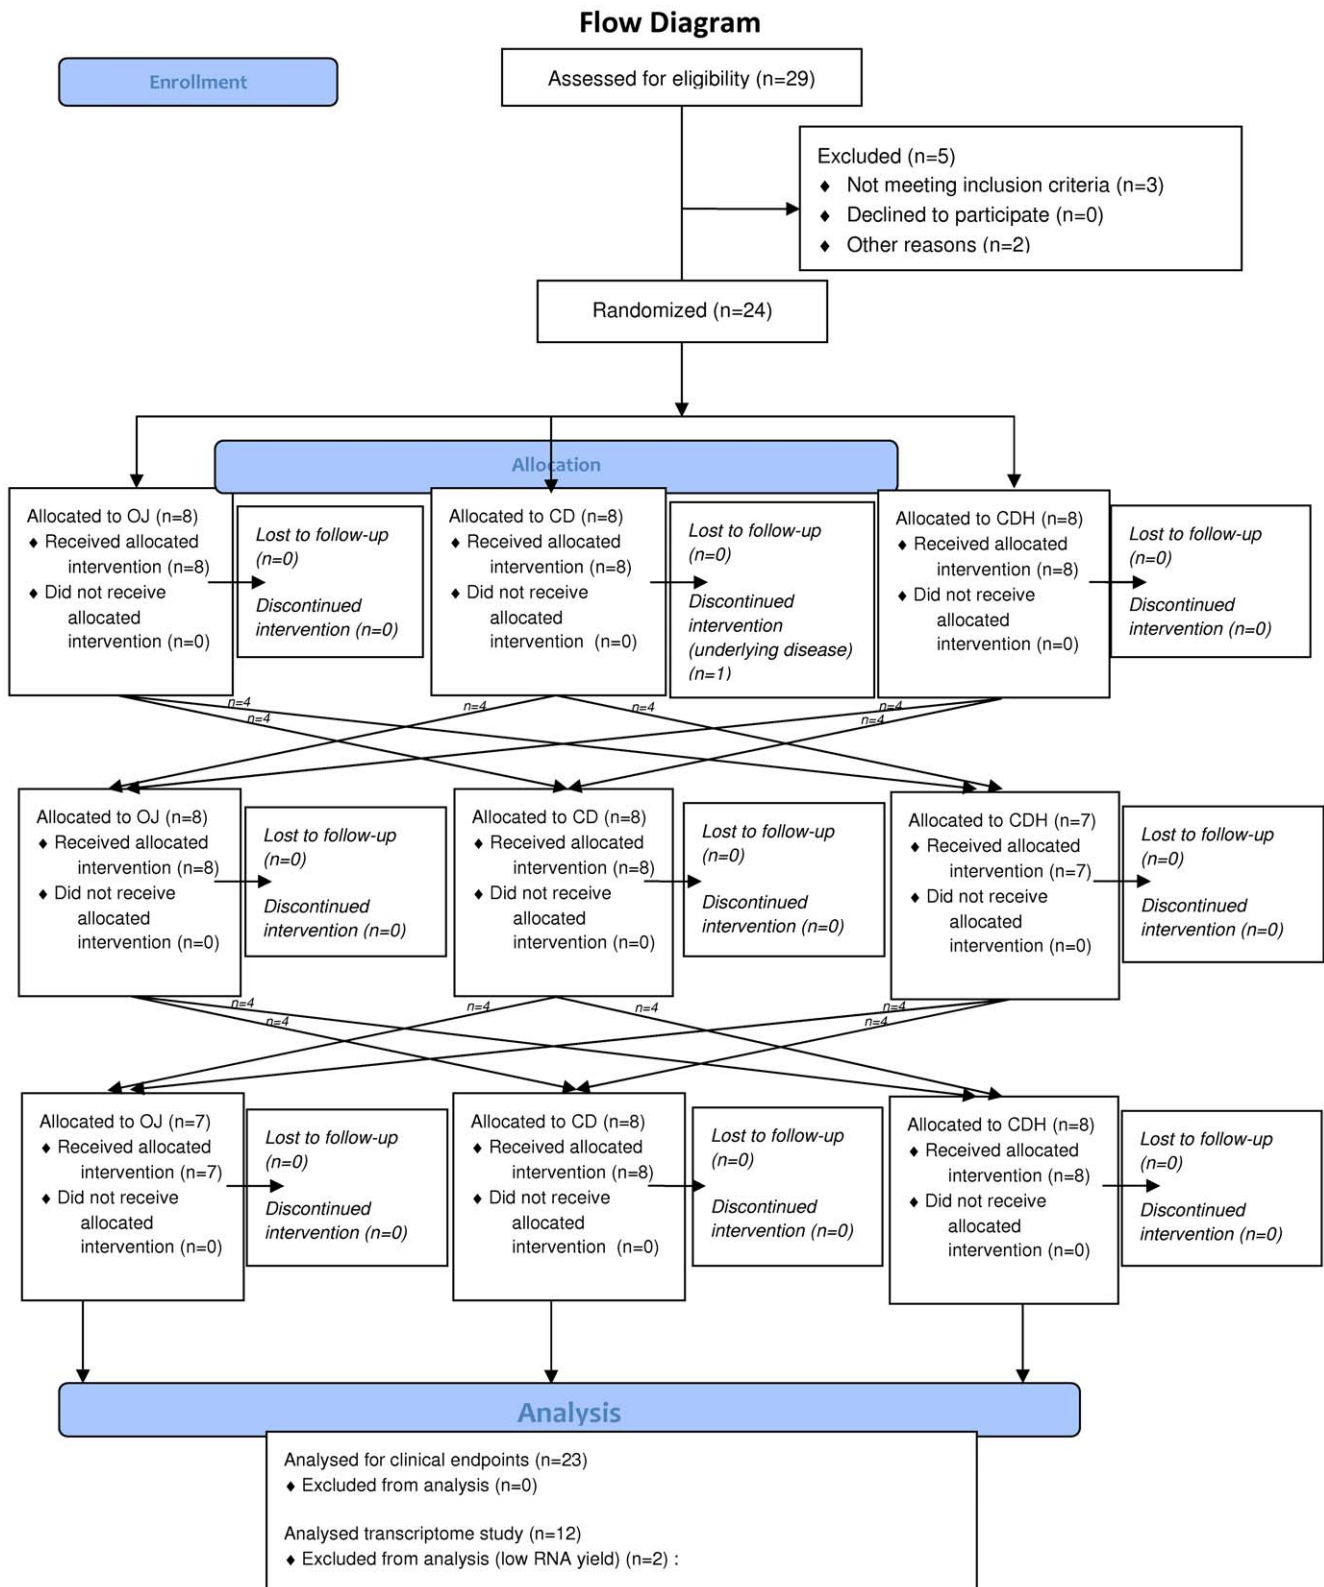 Flow Diagram
Enrollment
Assessed for eligibility (n=29)
Excluded (n=5)
♦ Not meeting inclusion criteria (n=3)
♦ Declined to participate (n=0)
♦ Other reasons (n=2)
Randomized (n=24)
Allocation
Allocated to OJ (n=8)
♦ Received allocated
intervention (n=8)
♦ Did not receive
allocated
intervention (n=0)
Lost to follow-up
(n=0)
Discontinued
intervention (n=0)
Allocated to CD (n=8)
♦ Received allocated
intervention (n=8)
♦ Did not receive
allocated
intervention (n=0)
Lost to follow-up
(n=0)
Discontinued
intervention
(underlying disease)
(n=1)
Allocated to CDH (n=8)
♦ Received allocated
intervention (n=8)
♦ Did not receive
allocated
intervention (n=0)
Lost to follow-up
(n=0)
Discontinued
intervention (n=0)
n=4
n=4
n=4
n=4
n=4
n=4
Allocated to OJ (n=8)
♦ Received allocated
intervention (n=8)
♦ Did not receive
allocated
intervention (n=0)
Lost to follow-up
(n=0)
Discontinued
intervention (n=0)
Allocated to CD (n=8)
♦ Received allocated
intervention (n=8)
♦ Did not receive
allocated
intervention (n=0)
Lost to follow-up
(n=0)
Discontinued
intervention (n=0)
Allocated to CDH (n=7)
♦ Received allocated
intervention (n=7)
♦ Did not receive
allocated
intervention (n=0)
Lost to follow-up
(n=0)
Discontinued
intervention (n=0)
n=4
n=4
n=4
n=4
n=4
n=4
Allocated to OJ (n=7)
♦ Received allocated
intervention (n=7)
♦ Did not receive
allocated
intervention (n=0)
Lost to follow-up
(n=0)
Discontinued
intervention (n=0)
Allocated to CD (n=8)
♦ Received allocated
intervention (n=8)
♦ Did not receive
allocated
intervention (n=0)
Lost to follow-up
(n=0)
Discontinued
intervention (n=0)
Allocated to CDH (n=8)
♦ Received allocated
intervention (n=8)
♦ Did not receive
allocated
intervention (n=0)
Lost to follow-up
(n=0)
Discontinued
intervention (n=0)
Analysis
Analysed for clinical endpoints (n=23)
♦ Excluded from analysis (n=0)
Analysed transcriptome study (n=12)
♦ Excluded from analysis (low RNA yield) (n=2) :